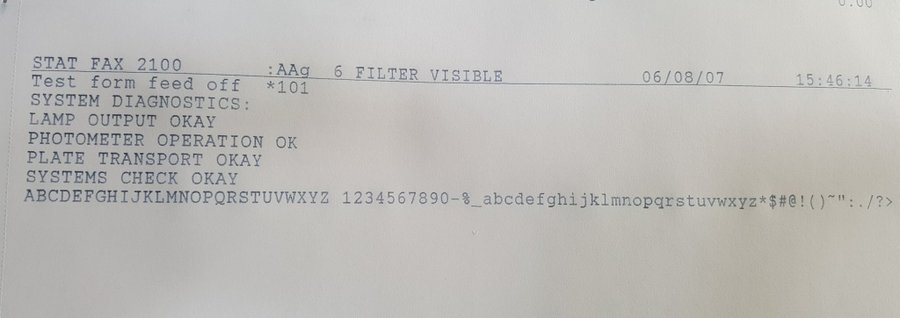 0.00
STAT FAX 2100 :AAg 6 FILTER VISIBLE 06/08/07 15:46:14
Test form feed off *101
SYSTEM DIAGNOSTICS:
LAMP OUTPUT OKAY
PHOTOMETER OPERATION OK
PLATE TRANSPORT OKAY
SYSTEMS CHECK OKAY
ABCDEFGHIJKLMNOPQRSTUVWXYZ 1234567890-%_abcdefghijklmnopqrstuvwxyz*$#@!()~":./?>